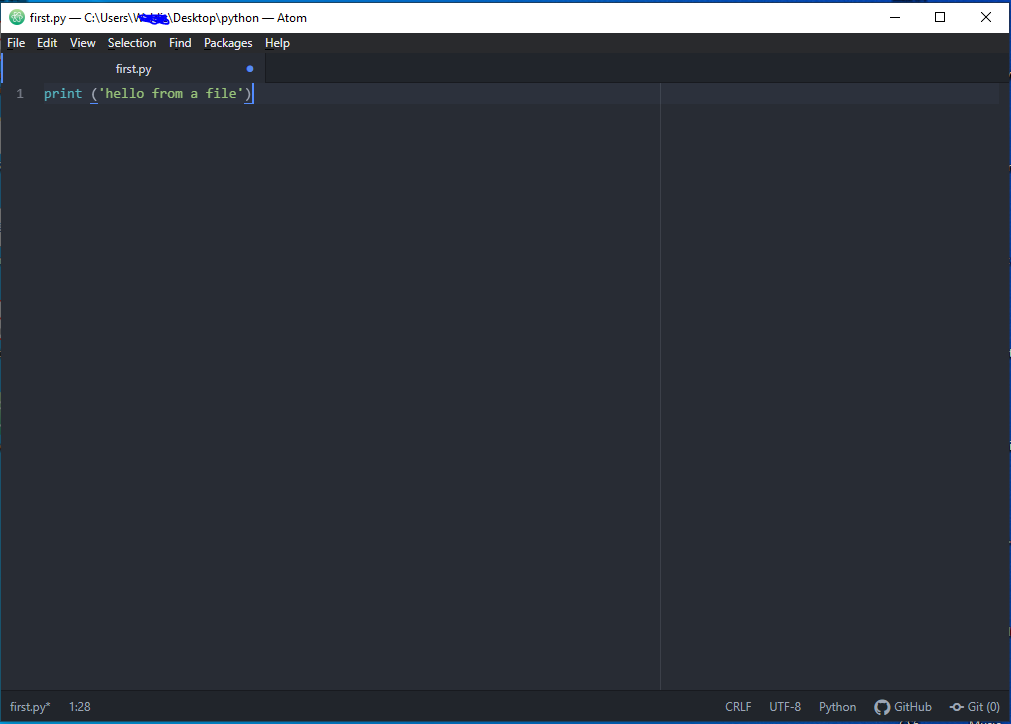 first.py — C:\Users\ \Desktop\python — Atom
File Edit View Selection Find Packages Help
first.py
1 print ('hello from a file')
first.py* 1:28 CRLF UTF-8 Python GitHub Git (0)